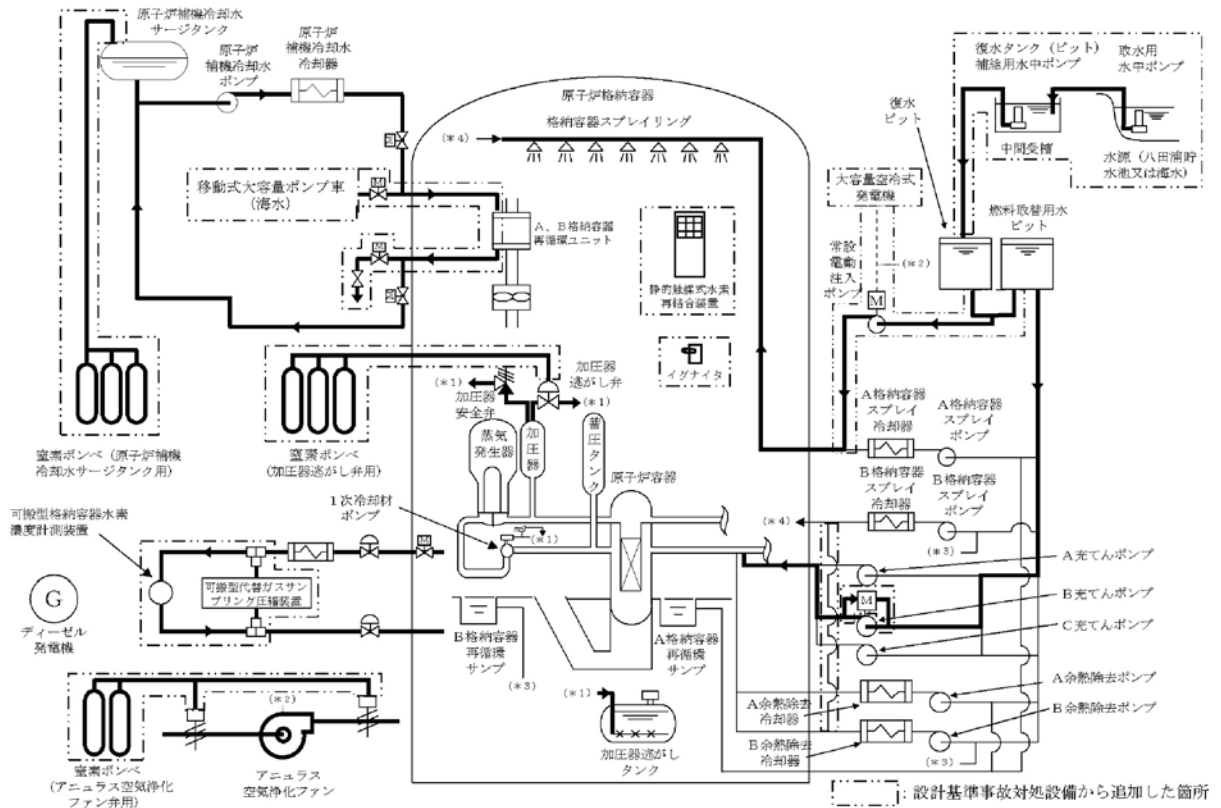 原子炉補機冷却水
サージタンク
原子炉
補機冷却水
ポンプ
原子炉
補機冷却水
冷却器
M
移動式大容量ポンプ車
(海水)
M
M
M
A、B格納容器
再循環ユニット
原子炉格納容器
格納容器スプレイリング
(*4)
静的触媒式水素
再結合装置
イグナイタ
復水タンク（ピット）
補給用水中ポンプ
取水用
水中ポンプ
復水
ピット
中間受槽
水源（八田浦貯
水池又は海水）
大容量空冷式
発電機
燃料取替用水
ピット
常設
電動
注入
ポンプ
(*2)
M
窒素ボンベ（原子炉補機
冷却水サージタンク用）
窒素ボンベ
（加圧器逃がし弁用）
(*1)
加圧器
安全弁
加圧器
逃がし弁
(*1)
蒸気
発生器
加圧器
蓄圧タンク
原子炉容器
1次冷却材
ポンプ
(*1)
A格納容器
スプレイ
冷却器
A格納容器
スプレイ
ポンプ
B格納容器
スプレイ
冷却器
B格納容器
スプレイ
ポンプ
(*4)
(*3)
A充てんポンプ
M
B充てんポンプ
C充てんポンプ
可搬型格納容器水素
濃度計測装置
M
可搬型代替ガスサン
プリング圧縮装置
G
ディーゼル
発電機
B格納容器
再循環
サンプ
(*3)
A格納容器
再循環
サンプ
(*1)
加圧器逃がし
タンク
A余熱除去ポンプ
A余熱除去
冷却器
B余熱除去ポンプ
B余熱除去
冷却器
(*3)
(*2)
窒素ボンベ
（アニュラス空気浄化
ファン弁用）
アニュラス
空気浄化ファン
：設計基準事故対処設備から追加した箇所